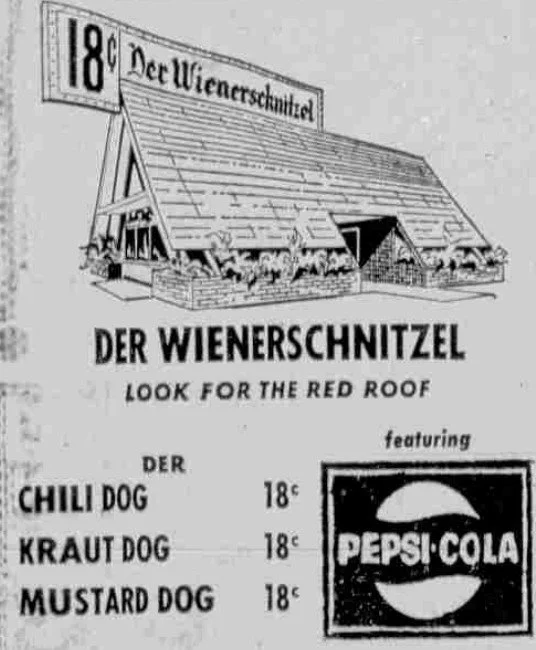 18¢ Der Wienerschnitzel
DER WIENERSCHNITZEL
LOOK FOR THE RED ROOF
featuring
DER
CHILI DOG 18¢
KRAUT DOG 18¢
MUSTARD DOG 18¢
PEPSI·COLA